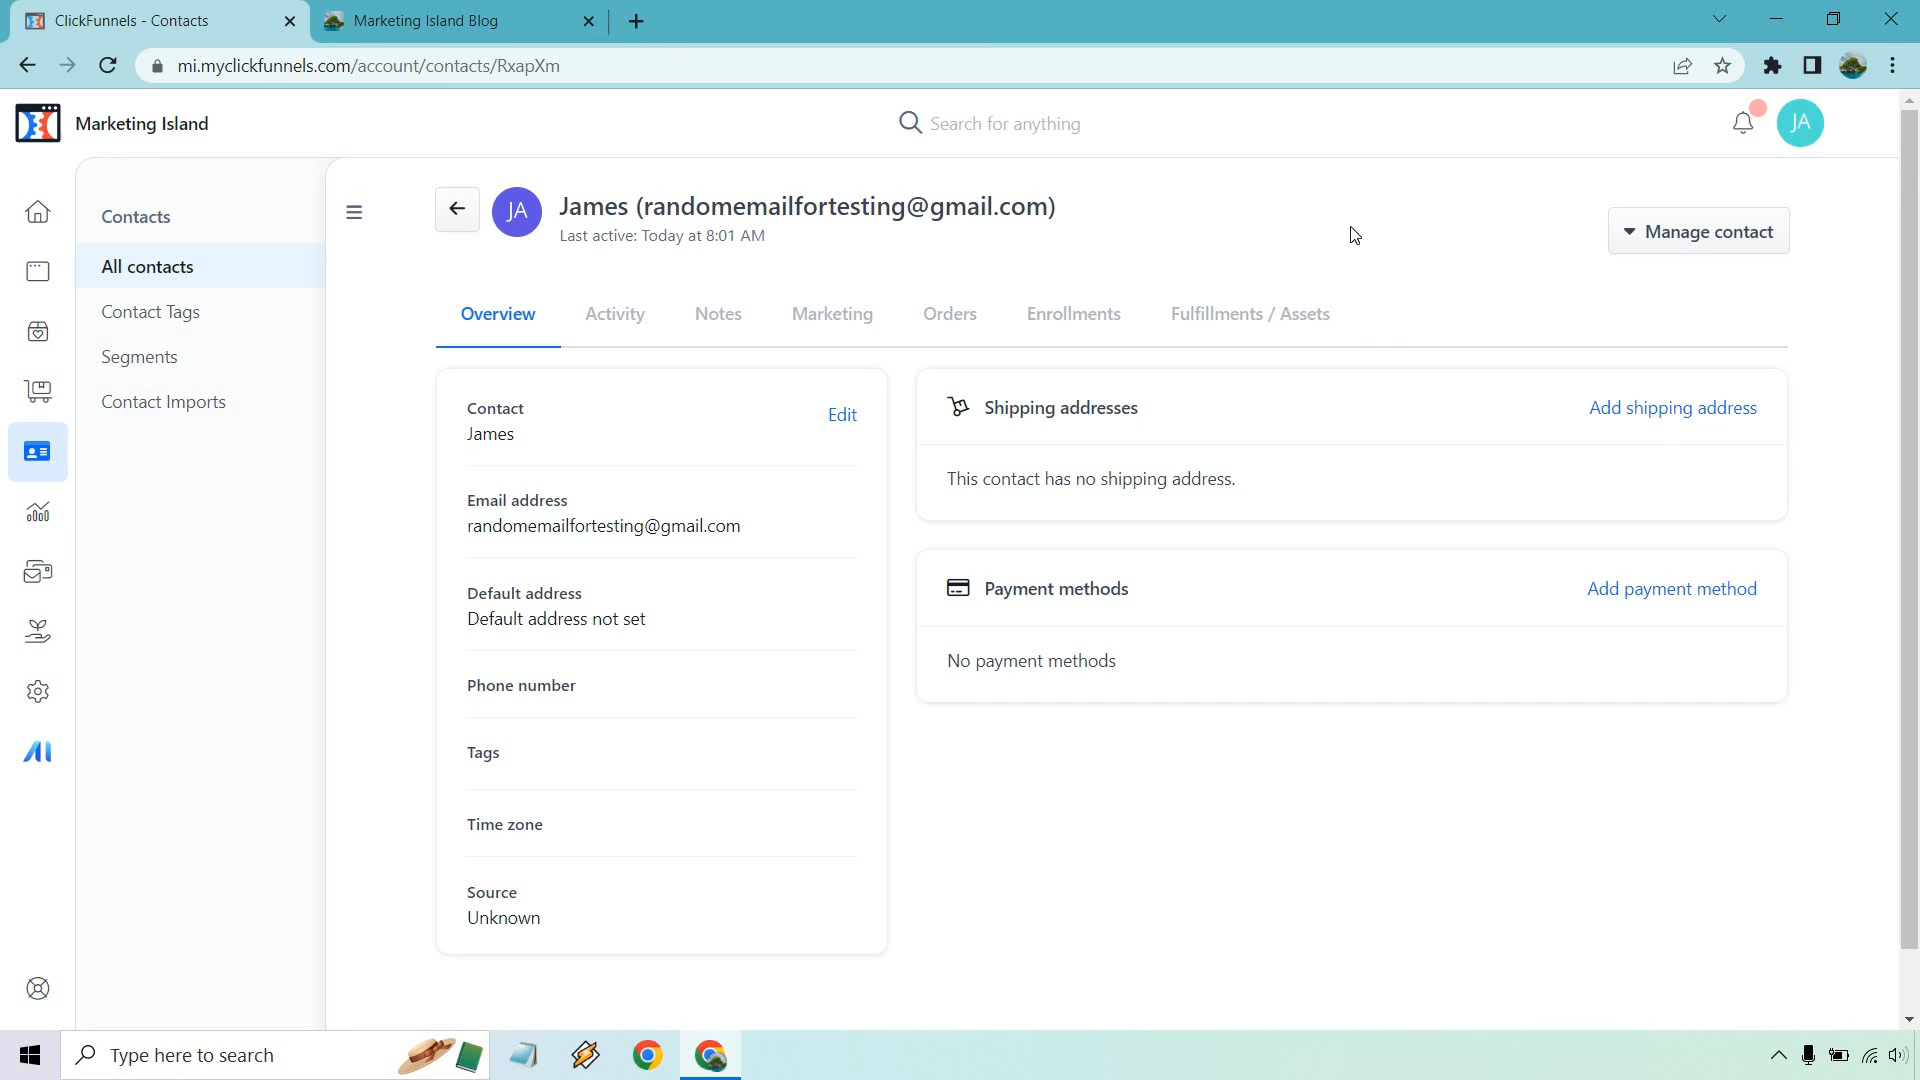 ClickFunnels - Contacts
Marketing Island Blog
mi.myclickfunnels.com/account/contacts/RxapXm
Marketing Island
Search for anything
JA
Contacts
All contacts
Contact Tags
Segments
Contact Imports
JA
James (randomemailfortesting@gmail.com)
Last active: Today at 8:01 AM
Manage contact
Overview
Activity
Notes
Marketing
Orders
Enrollments
Fulfillments / Assets
Contact
Edit
James
Email address
randomemailfortesting@gmail.com
Default address
Default address not set
Phone number
Tags
Time zone
Source
Unknown
Shipping addresses
Add shipping address
This contact has no shipping address.
Payment methods
Add payment method
No payment methods
Type here to search